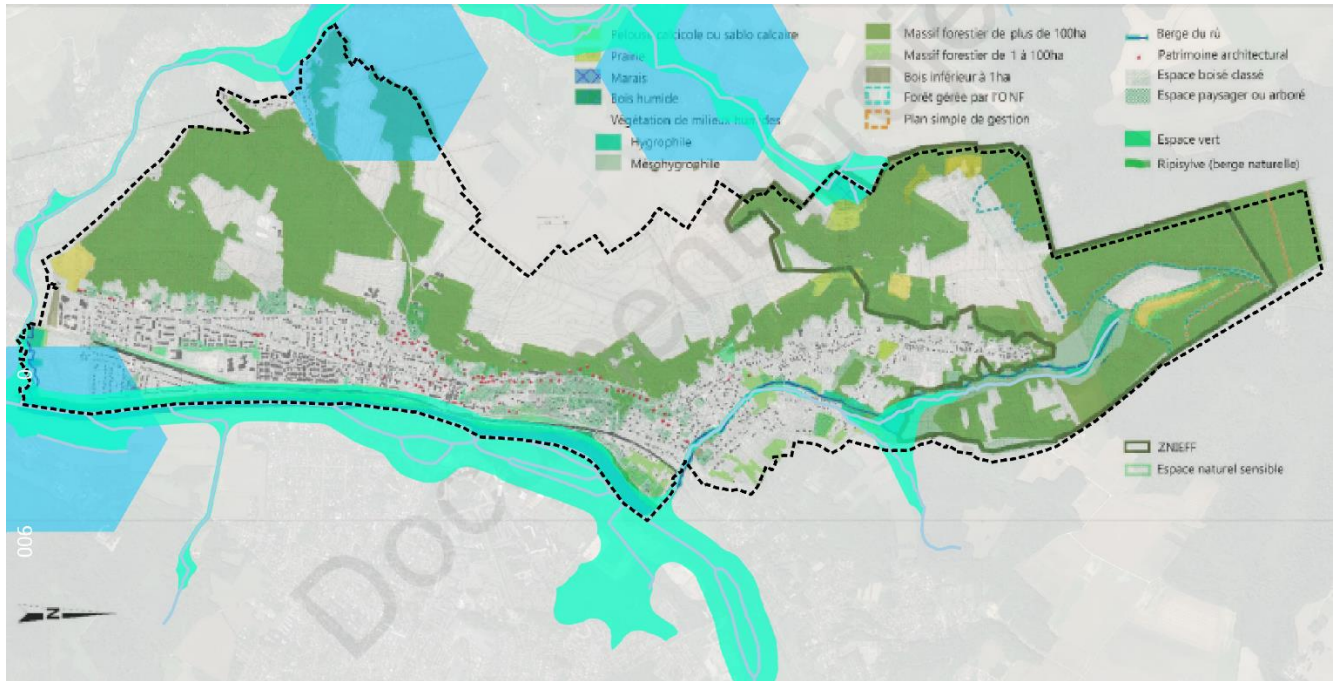 Pelouse calcicole ou sablo calcaire
Prairie
Marais
Bois humide
Végétation de milieux humides
Hygrophile
Mesohygrophile
Massif forestier de plus de 100ha
Massif forestier de 1 à 100ha
Bois inférieur à 1ha
Forêt gérée par l'ONF
Plan simple de gestion
Berge du rû
Patrimoine architectural
Espace boisé classé
Espace paysager ou arboré
Espace vert
Ripisylve (berge naturelle)
ZNIEFF
Espace naturel sensible
006
N